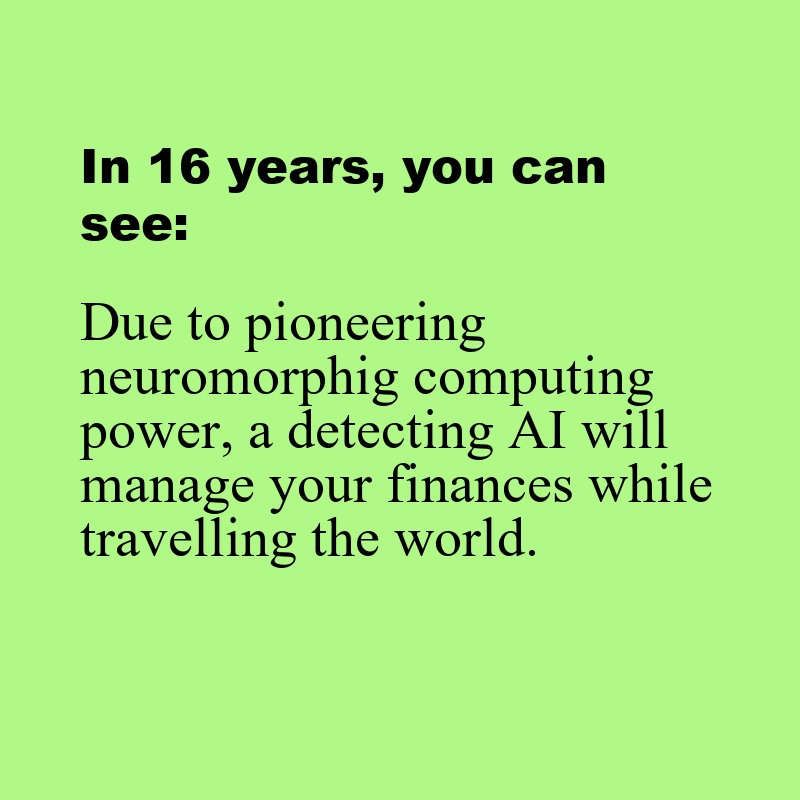 In 16 years, you can
see:
Due to pioneering
neuromorphig computing
power, a detecting AI will
manage your finances while
travelling the world.